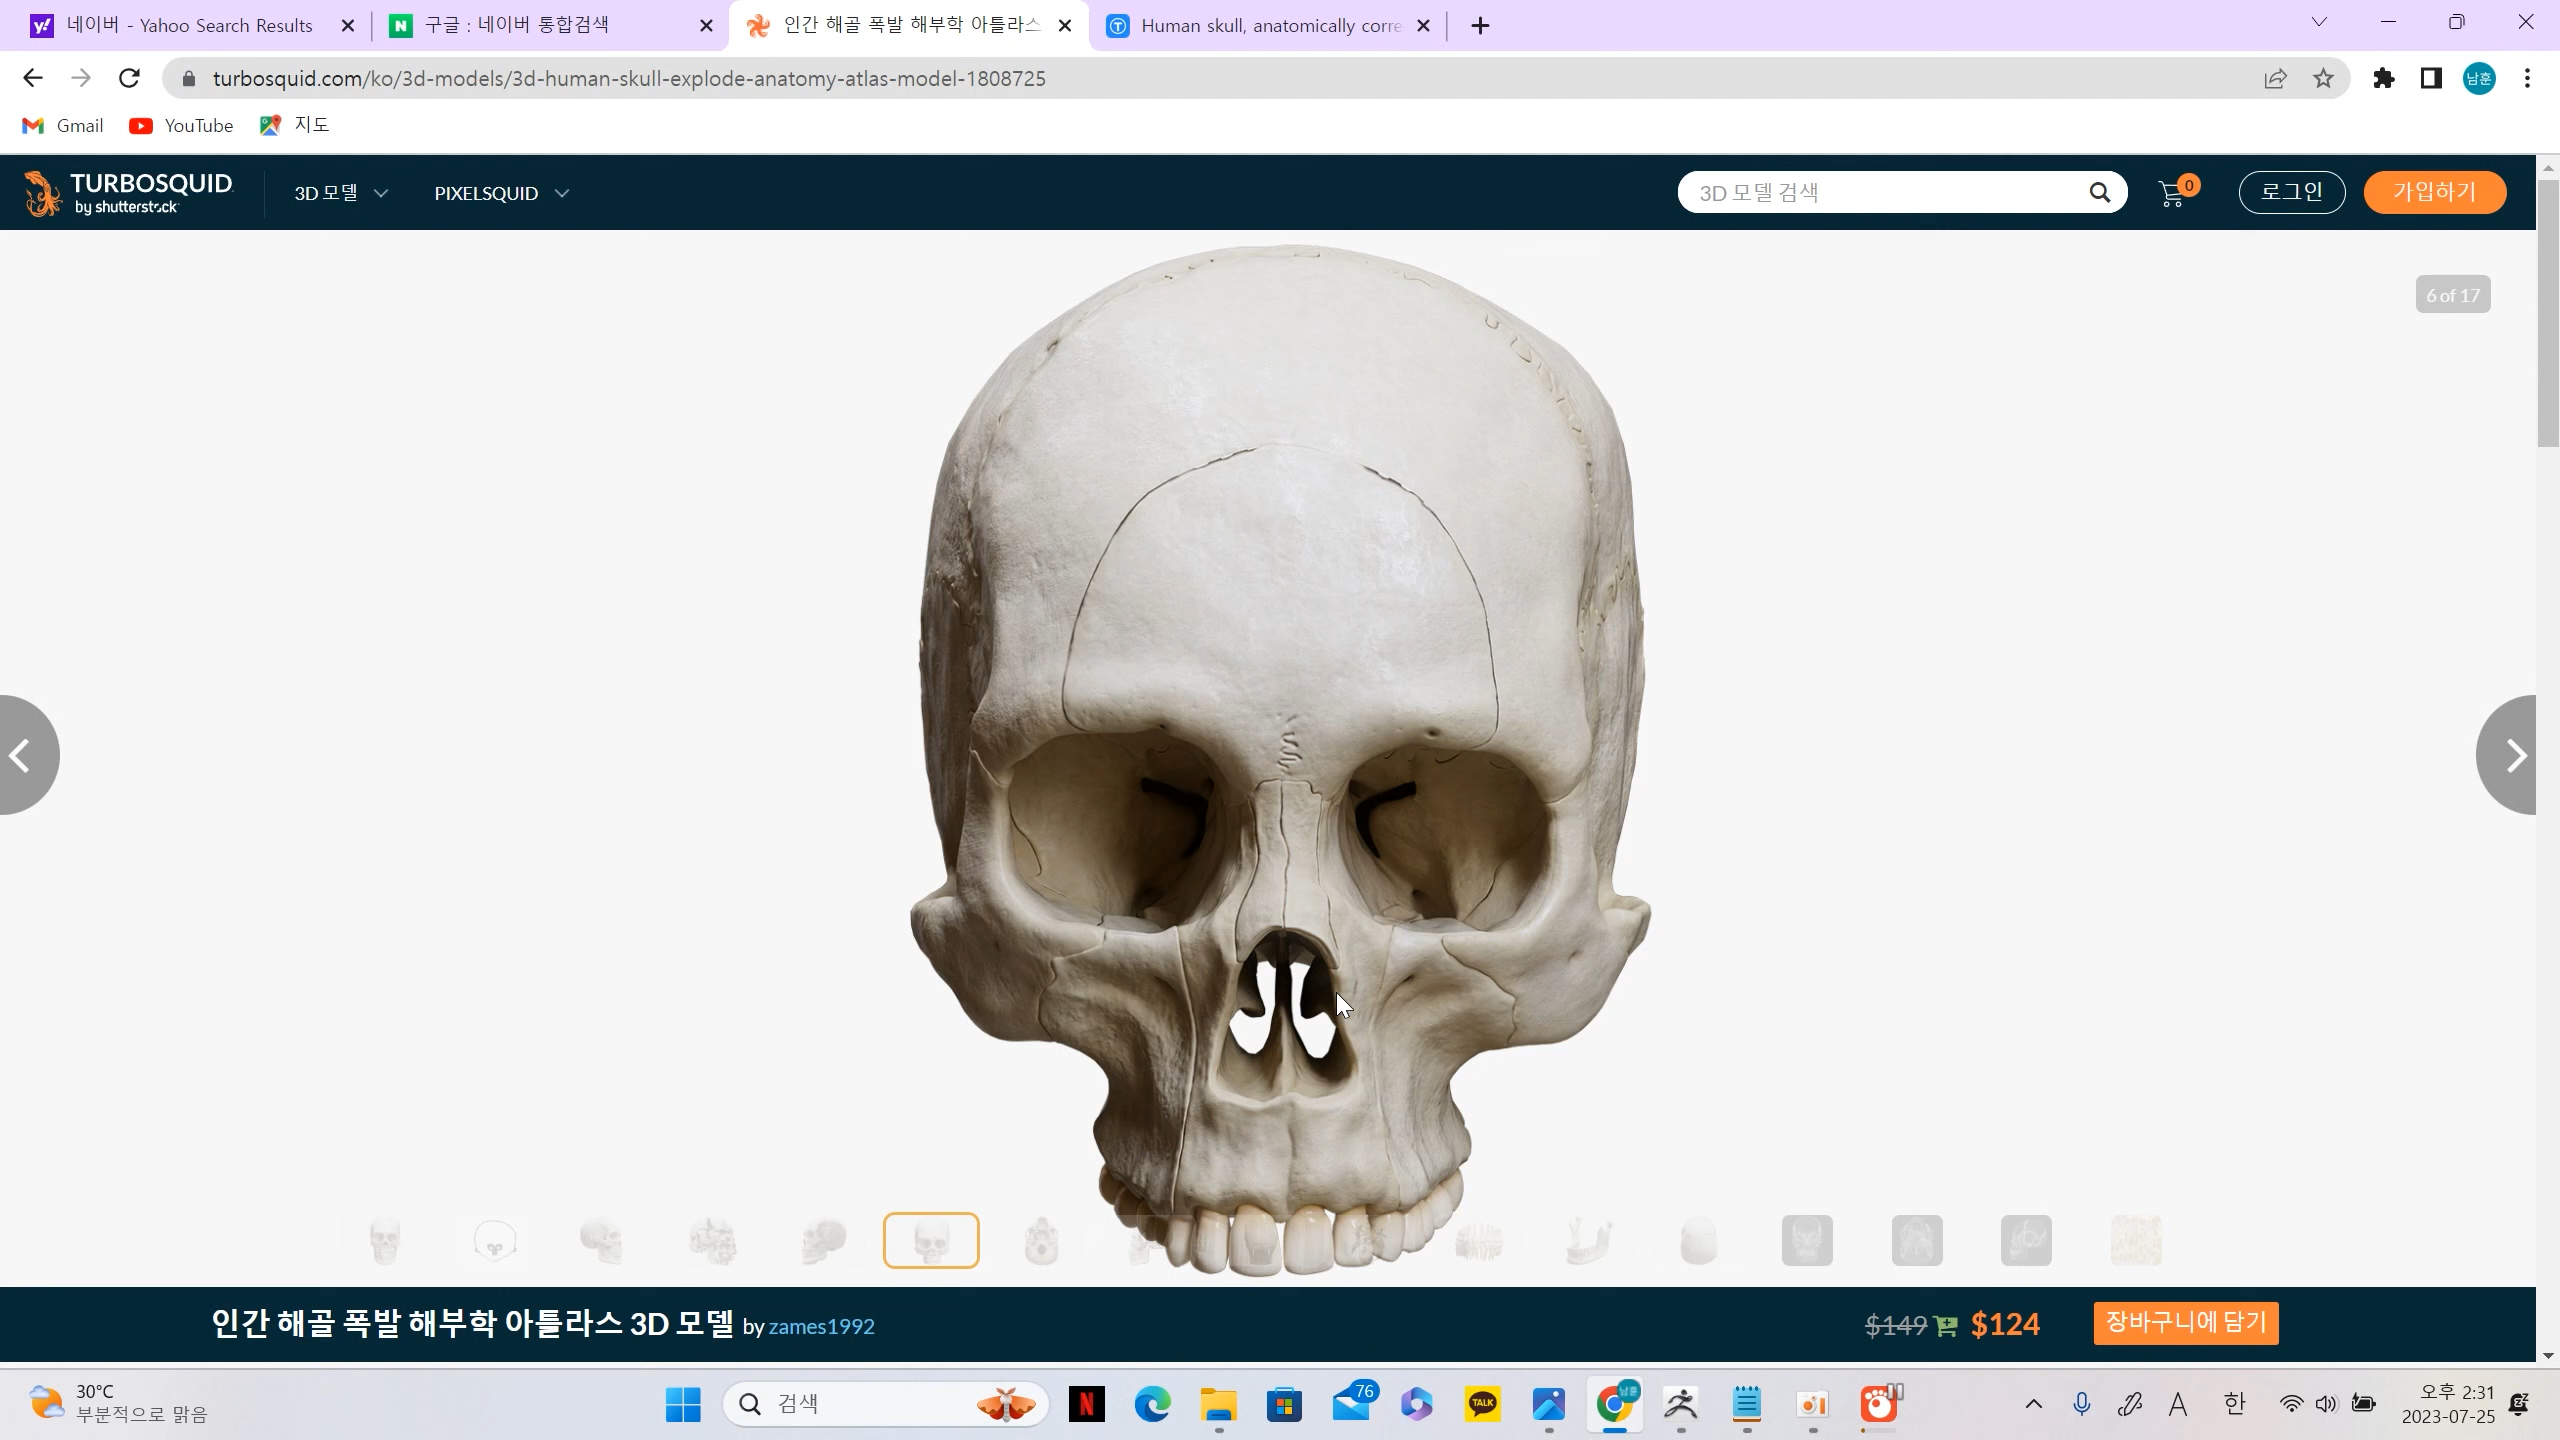 네이버 - Yahoo Search Results
구글 : 네이버 통합검색
인간 해골 폭발 해부학 아틀라스
Human skull, anatomically corre
turbosquid.com/ko/3d-models/3d-human-skull-explode-anatomy-atlas-model-1808725
남훈
Gmail
YouTube
지도
TURBOSQUID
by shutterstock
3D 모델
PIXELSQUID
3D 모델 검색
0
로그인
가입하기
6 of 17
인간 해골 폭발 해부학 아틀라스 3D 모델 by zames1992
$149 $124
장바구니에 담기
30°C
부분적으로 맑음
검색
76
TALK
남훈
A
한
오후 2:31
2023-07-25